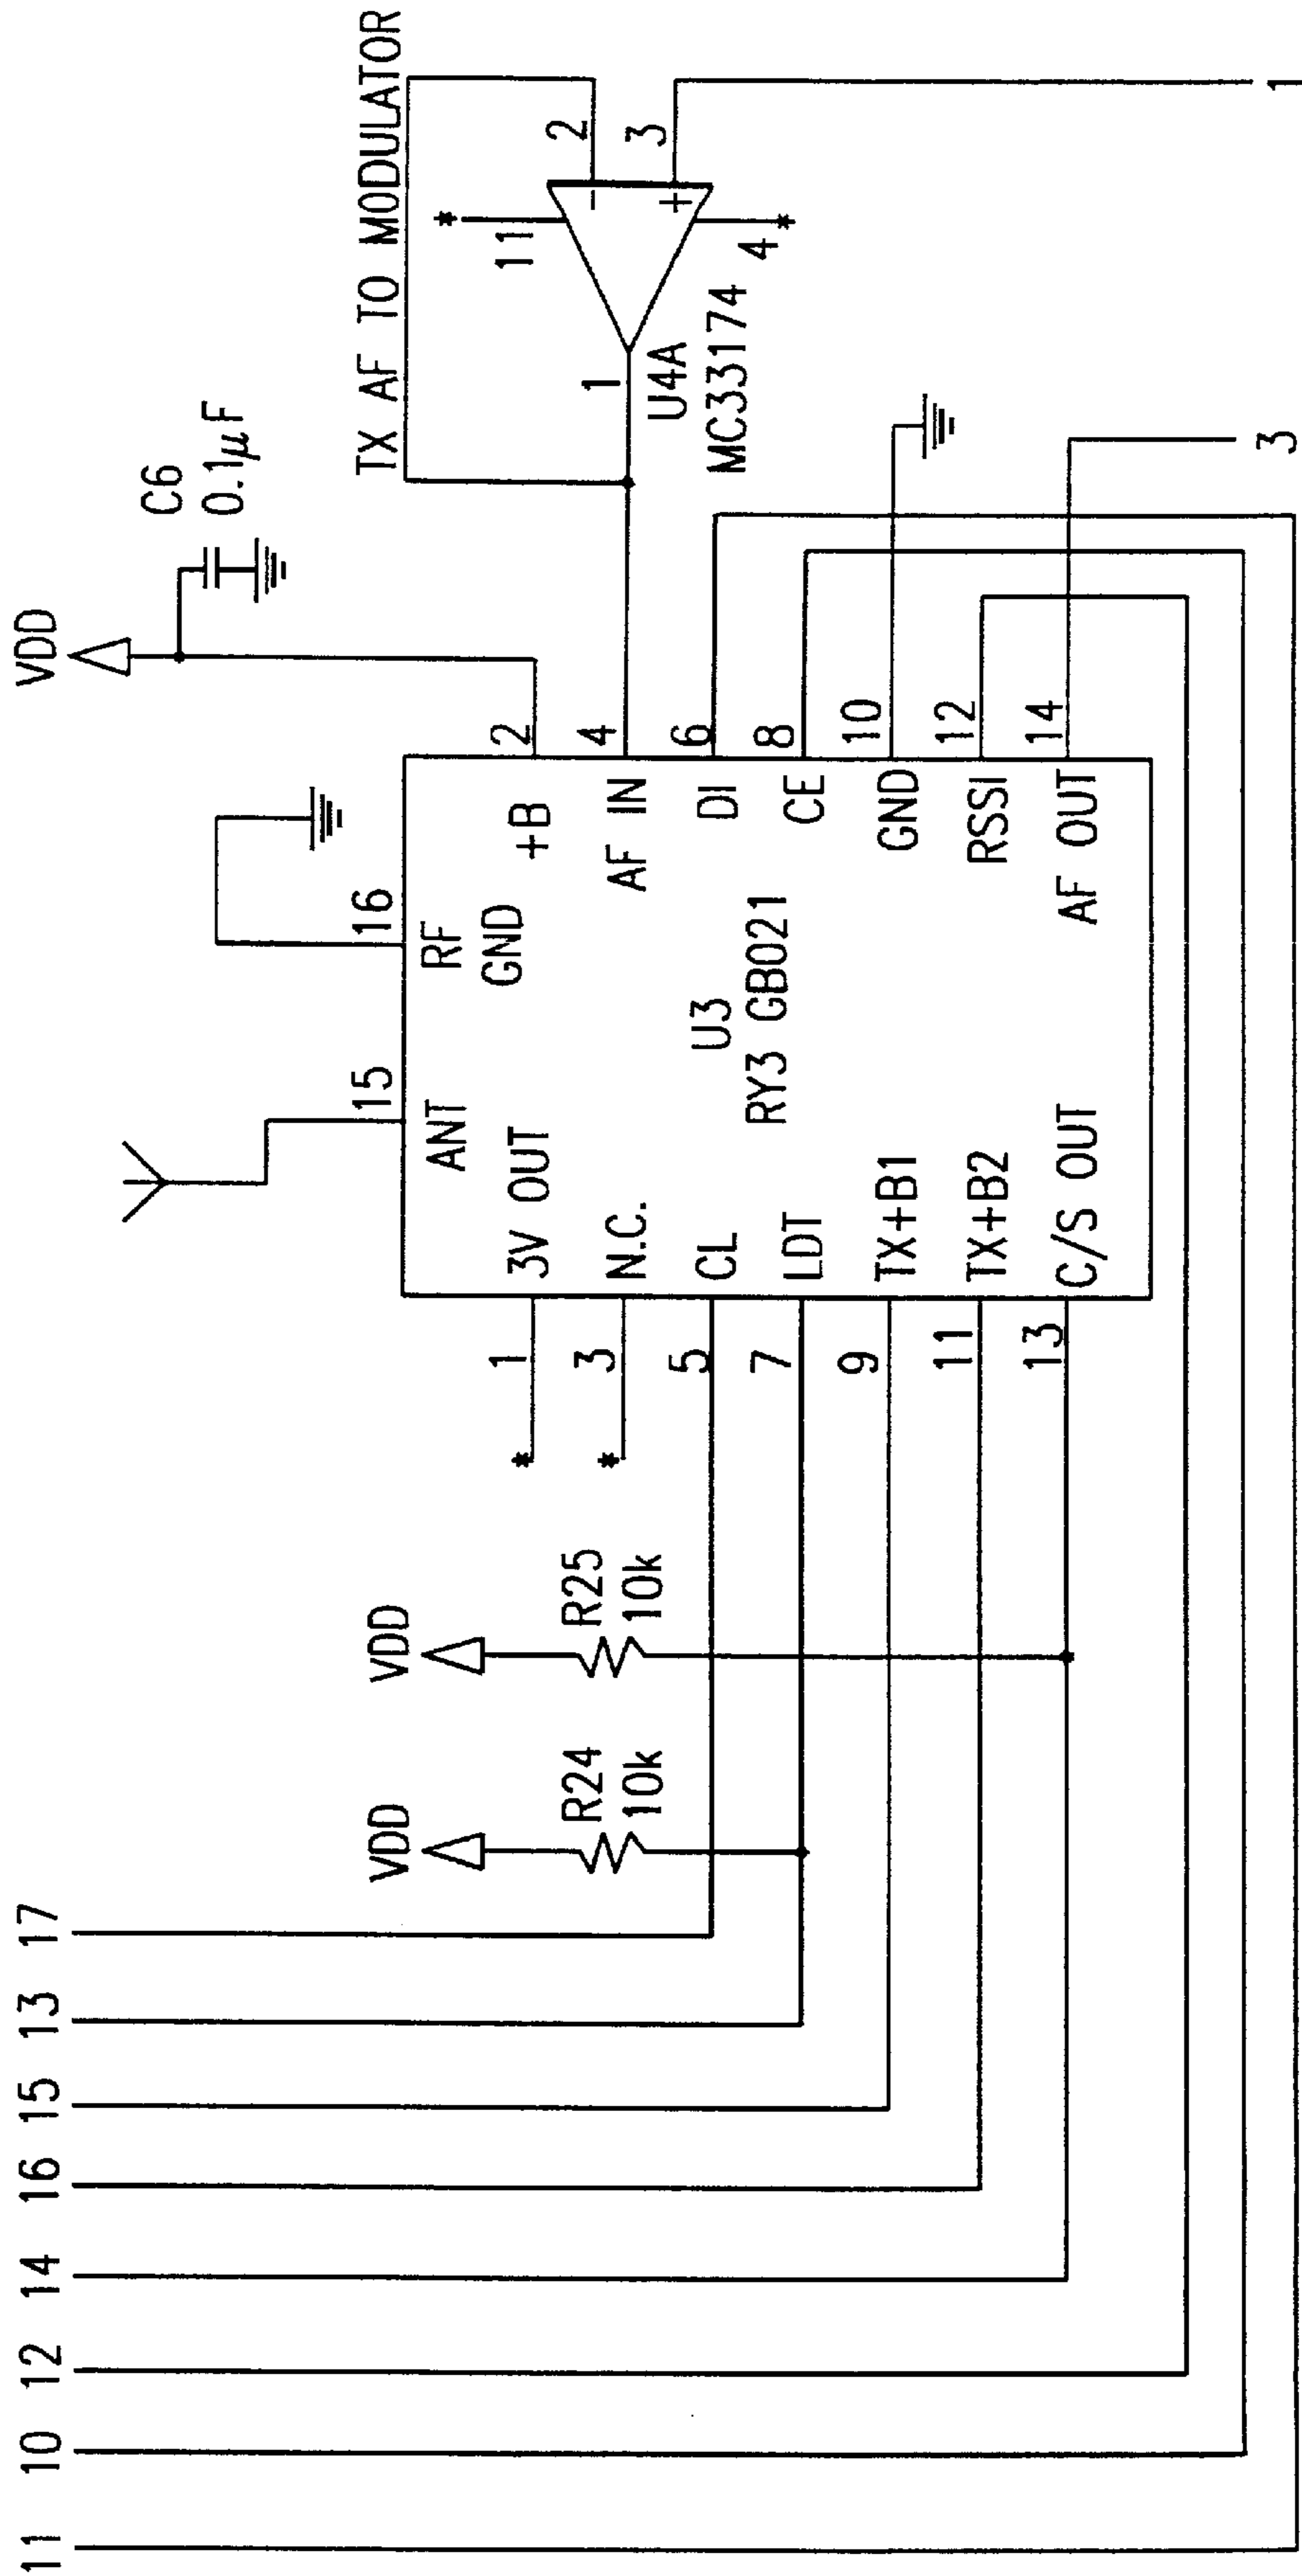 11
10
12
14
16
15
13
17
VDD
R24
10k
VDD
R25
10k
*
1
*
3
5
7
9
11
13
ANT
15
RF
GND
16
3V OUT
N.C.
CL
LDT
TX+B1
TX+B2
C/S OUT
U3
RY3 GB021
+B
AF IN
DI
CE
GND
RSSI
AF OUT
2
4
6
8
10
12
14
VDD
C6
0.1µF
TX AF TO MODULATOR
1
U4A
MC33174
*
11
4
*
-
+
2
3
3
1